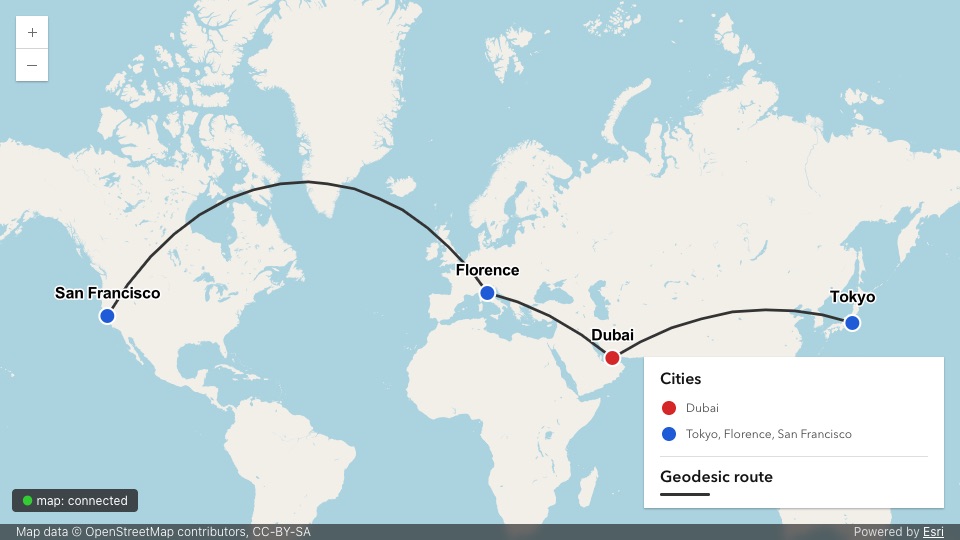 +
−
San Francisco
Florence
Tokyo
Dubai
Cities
Dubai
Tokyo, Florence, San Francisco
Geodesic route
map: connected
Map data © OpenStreetMap contributors, CC-BY-SA
Powered by Esri